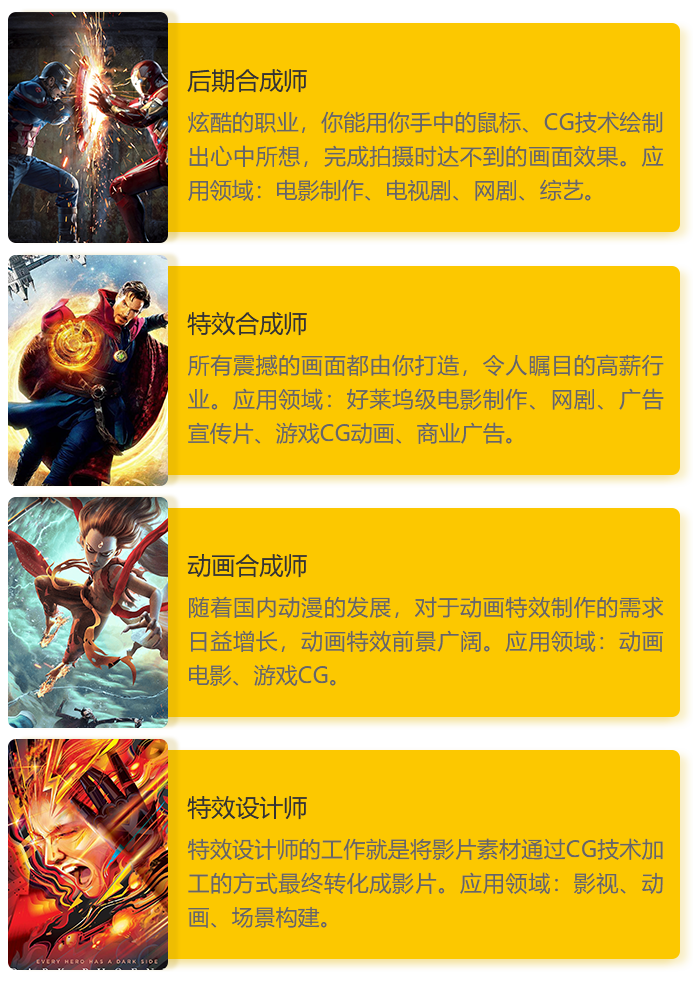 后期合成师
炫酷的职业，你能用你手中的鼠标、CG技术绘制
出心中所想，完成拍摄时达不到的画面效果。应
用领域：电影制作、电视剧、网剧、综艺。
特效合成师
所有震撼的画面都由你打造，令人瞩目的高薪行
业。应用领域：好莱坞级电影制作、网剧、广告
宣传片、游戏CG动画、商业广告。
动画合成师
随着国内动漫的发展，对于动画特效制作的需求
日益增长，动画特效前景广阔。应用领域：动画
电影、游戏CG。
特效设计师
特效设计师的工作就是将影片素材通过CG技术加
工的方式最终转化成影片。应用领域：影视、动
画、场景构建。
EVERY HERO HAS A DARK SIDE